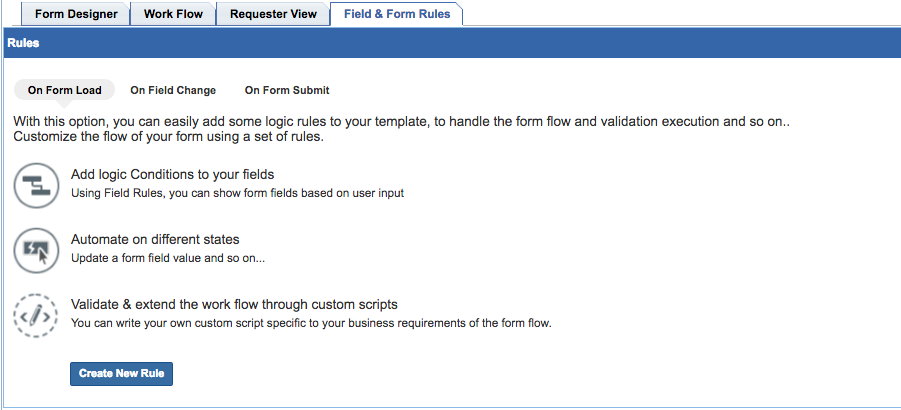 Form Designer
Work Flow
Requester View
Field & Form Rules
Rules
On Form Load
On Field Change
On Form Submit
With this option, you can easily add some logic rules to your template, to handle the form flow and validation execution and so on..
Customize the flow of your form using a set of rules.
Add logic Conditions to your fields
Using Field Rules, you can show form fields based on user input
Automate on different states
Update a form field value and so on...
Validate & extend the work flow through custom scripts
You can write your own custom script specific to your business requirements of the form flow.
Create New Rule